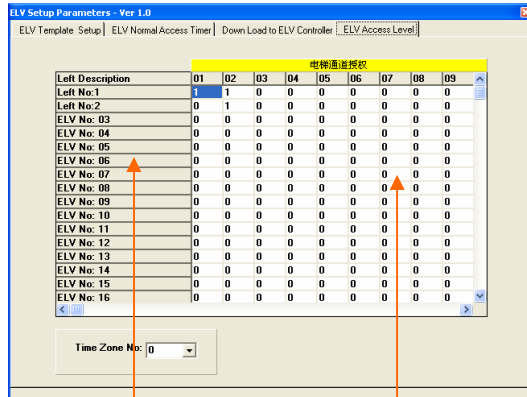 ELV Setup Parameters - Ver 1.0
ELV Template Setup ELV Normal Access Timer Down Load to ELV Controller ELV Access Level
电梯通道授权
Left Description 01 02 03 04 05 06 07 08 09
Left No:1 1 1 0 0 0 0 0 0 0
Left No:2 0 1 0 0 0 0 0 0 0
ELV No: 03 0 0 0 0 0 0 0 0 0
ELV No: 04 0 0 0 0 0 0 0 0 0
ELV No: 05 0 0 0 0 0 0 0 0 0
ELV No: 06 0 0 0 0 0 0 0 0 0
ELV No: 07 0 0 0 0 0 0 0 0 0
ELV No: 08 0 0 0 0 0 0 0 0 0
ELV No: 09 0 0 0 0 0 0 0 0 0
ELV No: 10 0 0 0 0 0 0 0 0 0
ELV No: 11 0 0 0 0 0 0 0 0 0
ELV No: 12 0 0 0 0 0 0 0 0 0
ELV No: 13 0 0 0 0 0 0 0 0 0
ELV No: 14 0 0 0 0 0 0 0 0 0
ELV No: 15 0 0 0 0 0 0 0 0 0
ELV No: 16 0 0 0 0 0 0 0 0 0
Time Zone No: 0